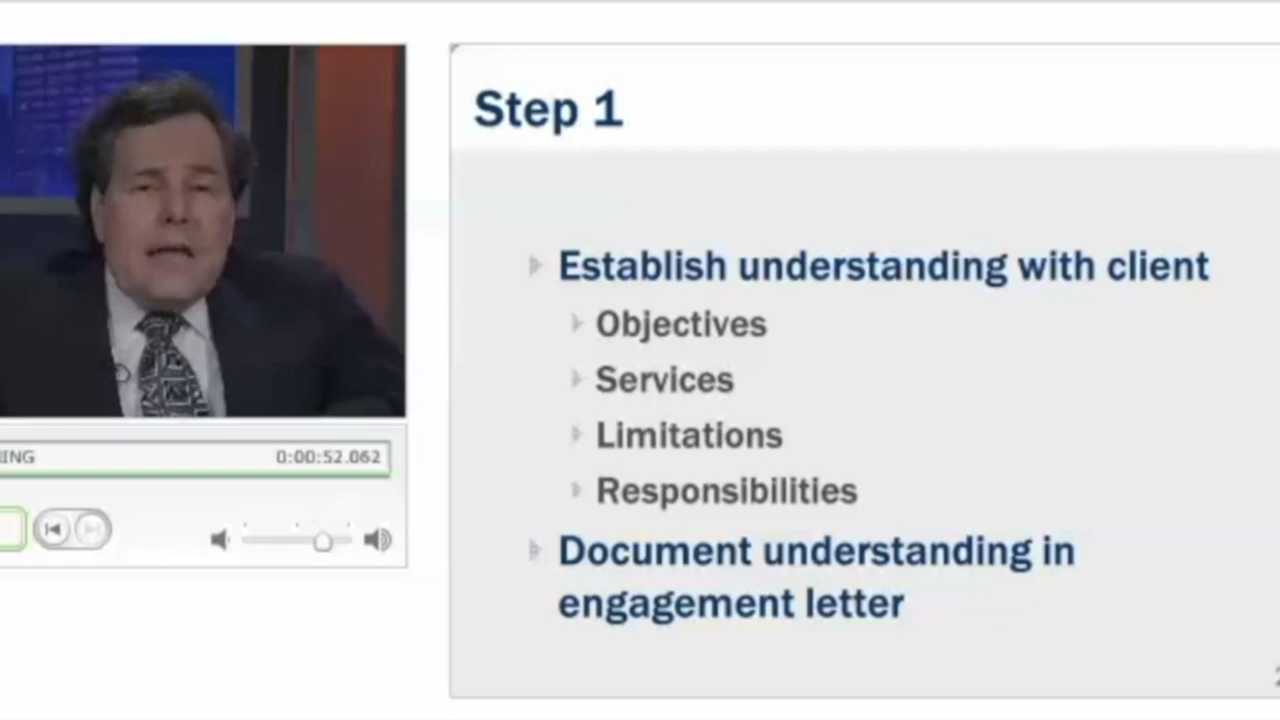 Step 1
Establish understanding with client
Objectives
Services
Limitations
Responsibilities
Document understanding in
engagement letter
ING 0:00:52.062